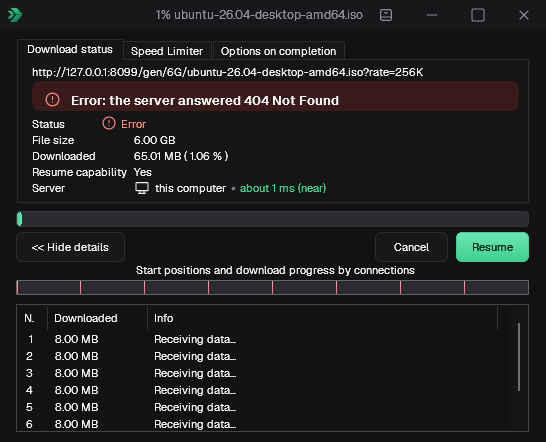 1% ubuntu-26.04-desktop-amd64.iso
Download status
Speed Limiter
Options on completion
http://127.0.0.1:8099/gen/6G/ubuntu-26.04-desktop-amd64.iso?rate=256K
Error: the server answered 404 Not Found
Status Error
File size 6.00 GB
Downloaded 65.01 MB ( 1.06 % )
Resume capability Yes
Server this computer • about 1 ms (near)
<< Hide details Cancel Resume
Start positions and download progress by connections
N. Downloaded Info
1 8.00 MB Receiving data...
2 8.00 MB Receiving data...
3 8.00 MB Receiving data...
4 8.00 MB Receiving data...
5 8.00 MB Receiving data...
6 8.00 MB Receiving data...